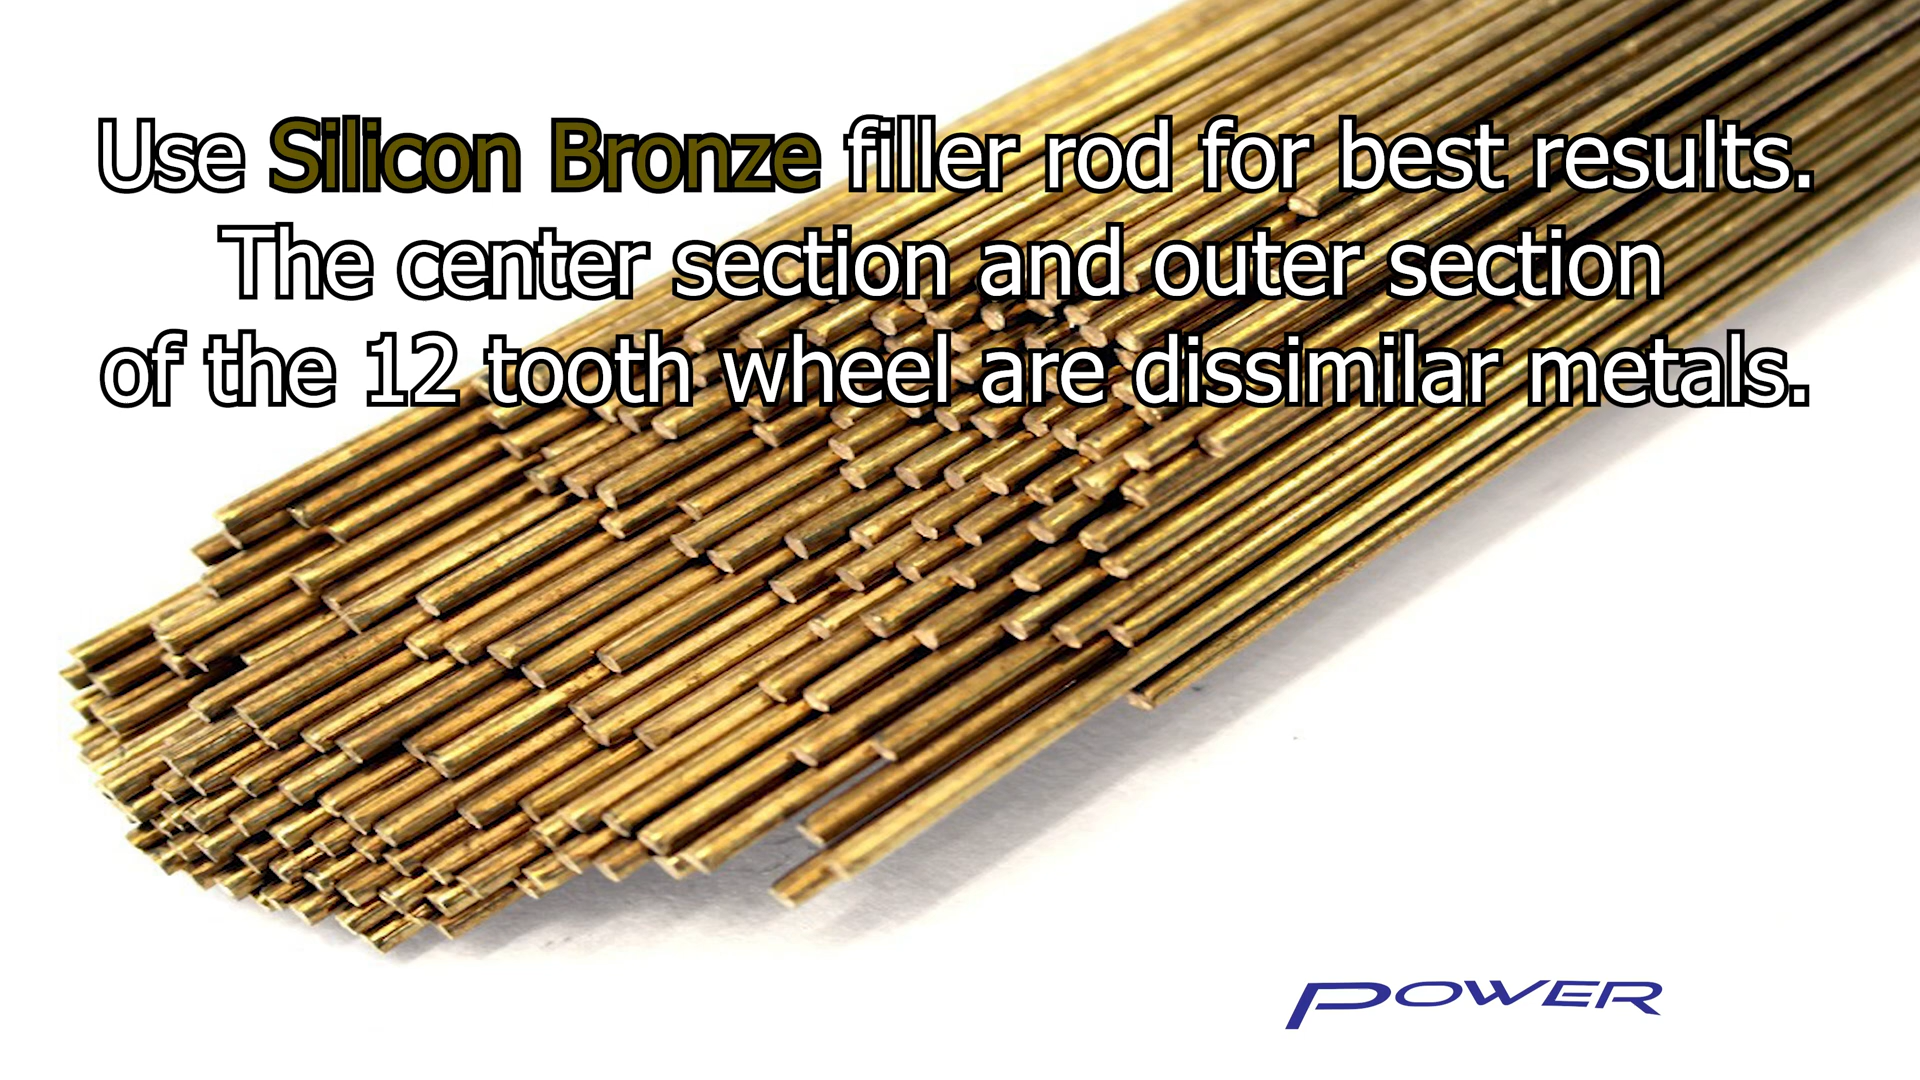 Use Silicon Bronze filler rod for best results.
The center section and outer section
of the 12 tooth wheel are dissimilar metals.
POWER